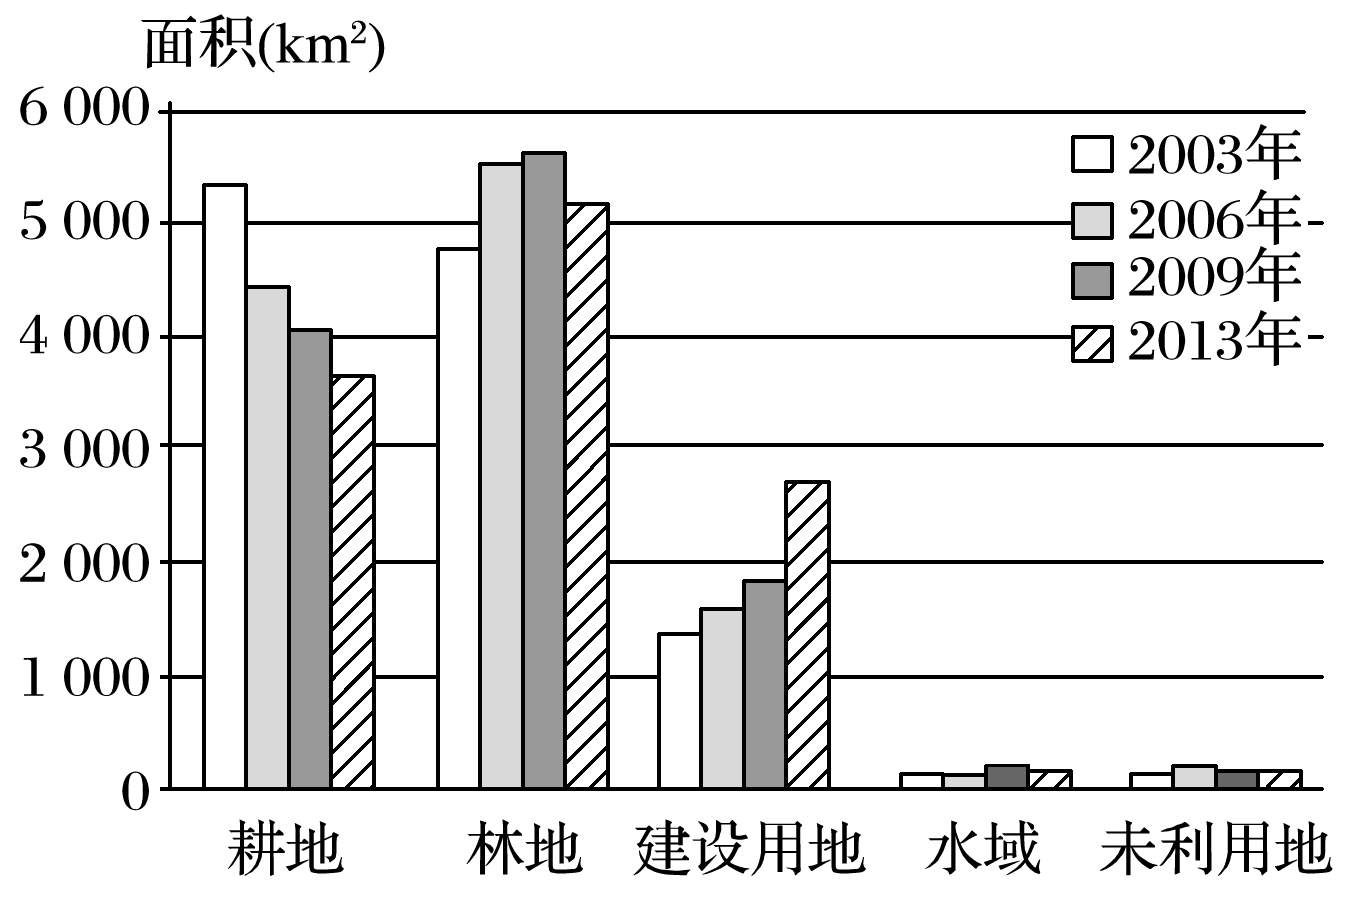 面积(km²)
6 000
5 000
4 000
3 000
2 000
1 000
0
2003年
2006年
2009年
2013年
耕地 林地 建设用地 水域 未利用地